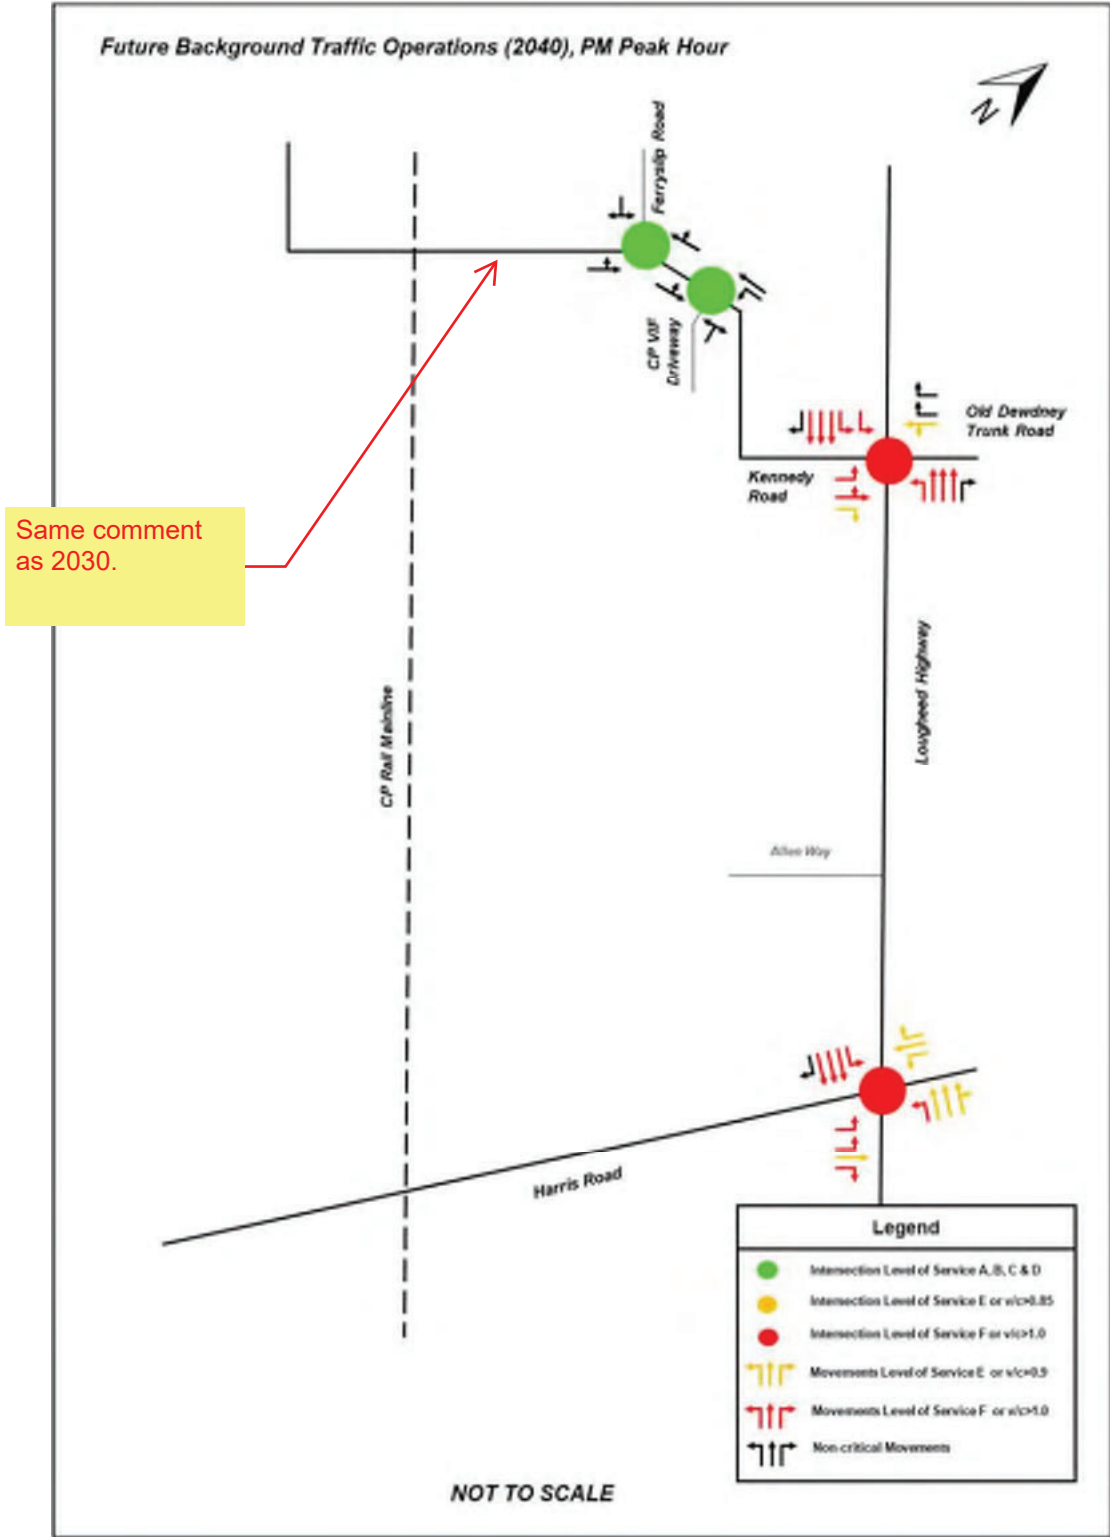 Future Background Traffic Operations (2040), PM Peak Hour
N
Ferryslip Road
CP VIF
Driveway
Old Dewdney
Trunk Road
Kennedy
Road
Same comment
as 2030.
Lougheed Highway
CP Rail Mainline
Allen Way
Harris Road
Legend
Intersection Level of Service A, B, C & D
Intersection Level of Service E or v/c>0.85
Intersection Level of Service F or v/c>1.0
Movements Level of Service E or v/c>0.9
Movements Level of Service F or v/c>1.0
Non-critical Movements
NOT TO SCALE